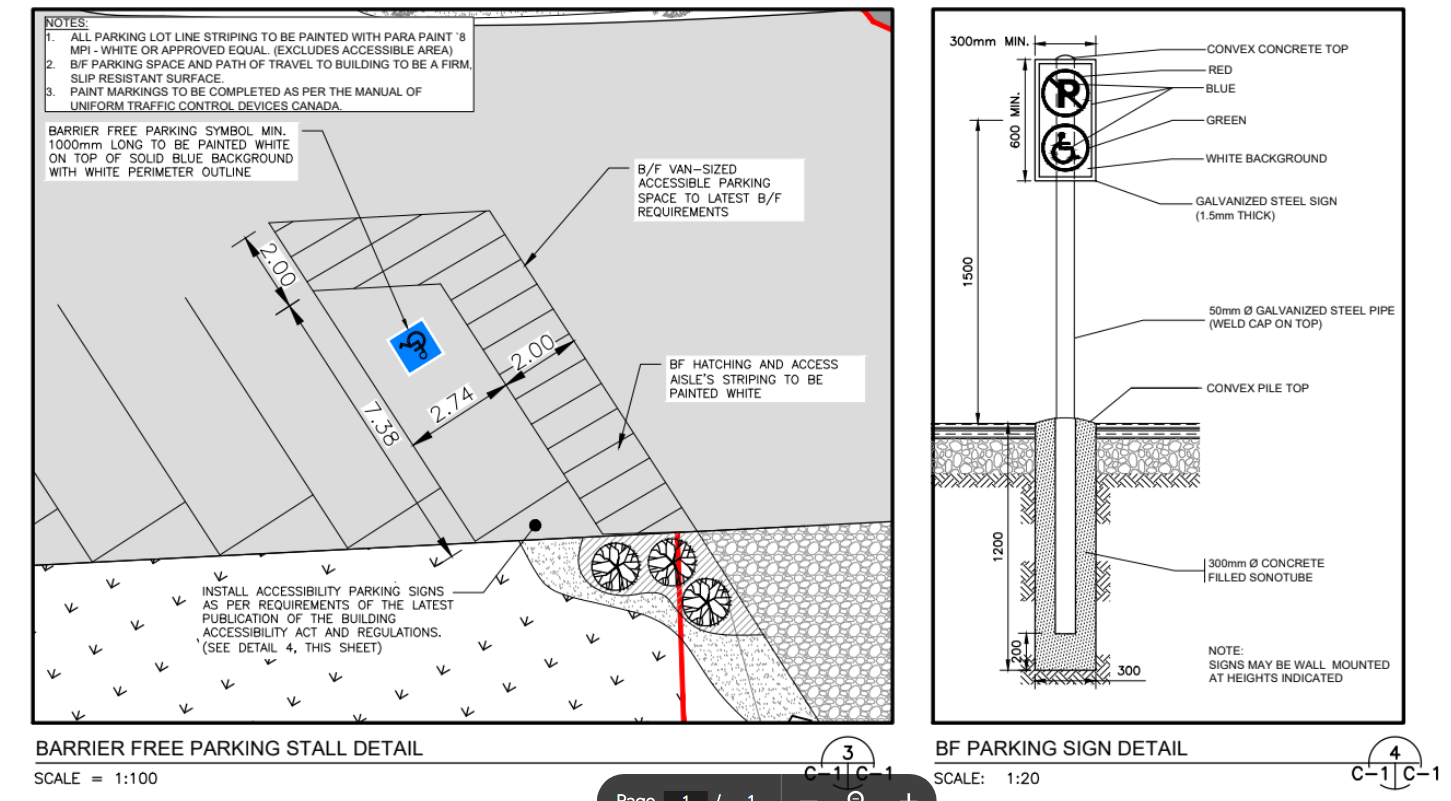 NOTES:
1. ALL PARKING LOT LINE STRIPING TO BE PAINTED WITH PARA PAINT `8
MPI - WHITE OR APPROVED EQUAL. (EXCLUDES ACCESSIBLE AREA)
2. B/F PARKING SPACE AND PATH OF TRAVEL TO BUILDING TO BE A FIRM,
SLIP RESISTANT SURFACE.
3. PAINT MARKINGS TO BE COMPLETED AS PER THE MANUAL OF
UNIFORM TRAFFIC CONTROL DEVICES CANADA.
BARRIER FREE PARKING SYMBOL MIN.
1000mm LONG TO BE PAINTED WHITE
ON TOP OF SOLID BLUE BACKGROUND
WITH WHITE PERIMETER OUTLINE
B/F VAN-SIZED
ACCESSIBLE PARKING
SPACE TO LATEST B/F
REQUIREMENTS
2.00
2.00
2.74
7.38
BF HATCHING AND ACCESS
AISLE'S STRIPING TO BE
PAINTED WHITE
INSTALL ACCESSIBILITY PARKING SIGNS
AS PER REQUIREMENTS OF THE LATEST
PUBLICATION OF THE BUILDING
ACCESSIBILITY ACT AND REGULATIONS.
(SEE DETAIL 4, THIS SHEET)
BARRIER FREE PARKING STALL DETAIL
SCALE = 1:100
3
C-1 C-1
300mm MIN.
600 MIN.
P
CONVEX CONCRETE TOP
RED
BLUE
GREEN
WHITE BACKGROUND
GALVANIZED STEEL SIGN
(1.5mm THICK)
1500
50mm Ø GALVANIZED STEEL PIPE
(WELD CAP ON TOP)
CONVEX PILE TOP
1200
300mm Ø CONCRETE
FILLED SONOTUBE
200
300
NOTE:
SIGNS MAY BE WALL MOUNTED
AT HEIGHTS INDICATED
BF PARKING SIGN DETAIL
SCALE: 1:20
4
C-1 C-1
Page 1 / 1